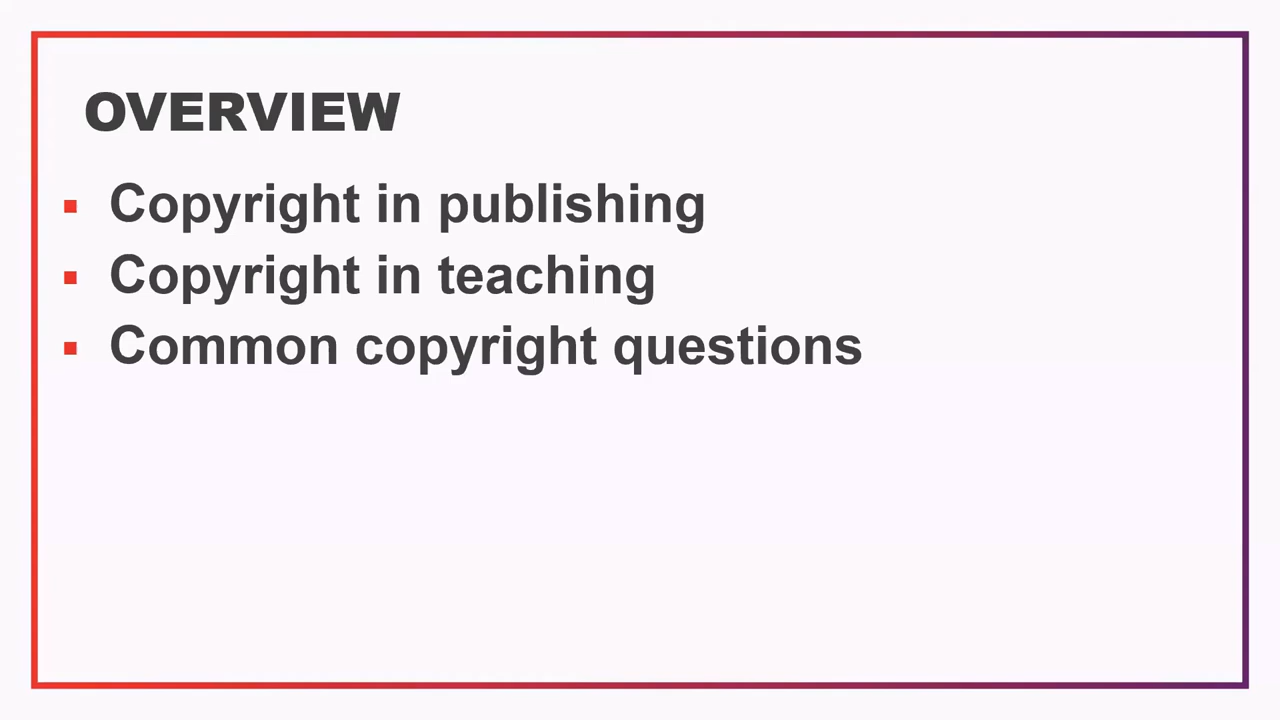 OVERVIEW
▪ Copyright in publishing
▪ Copyright in teaching
▪ Common copyright questions